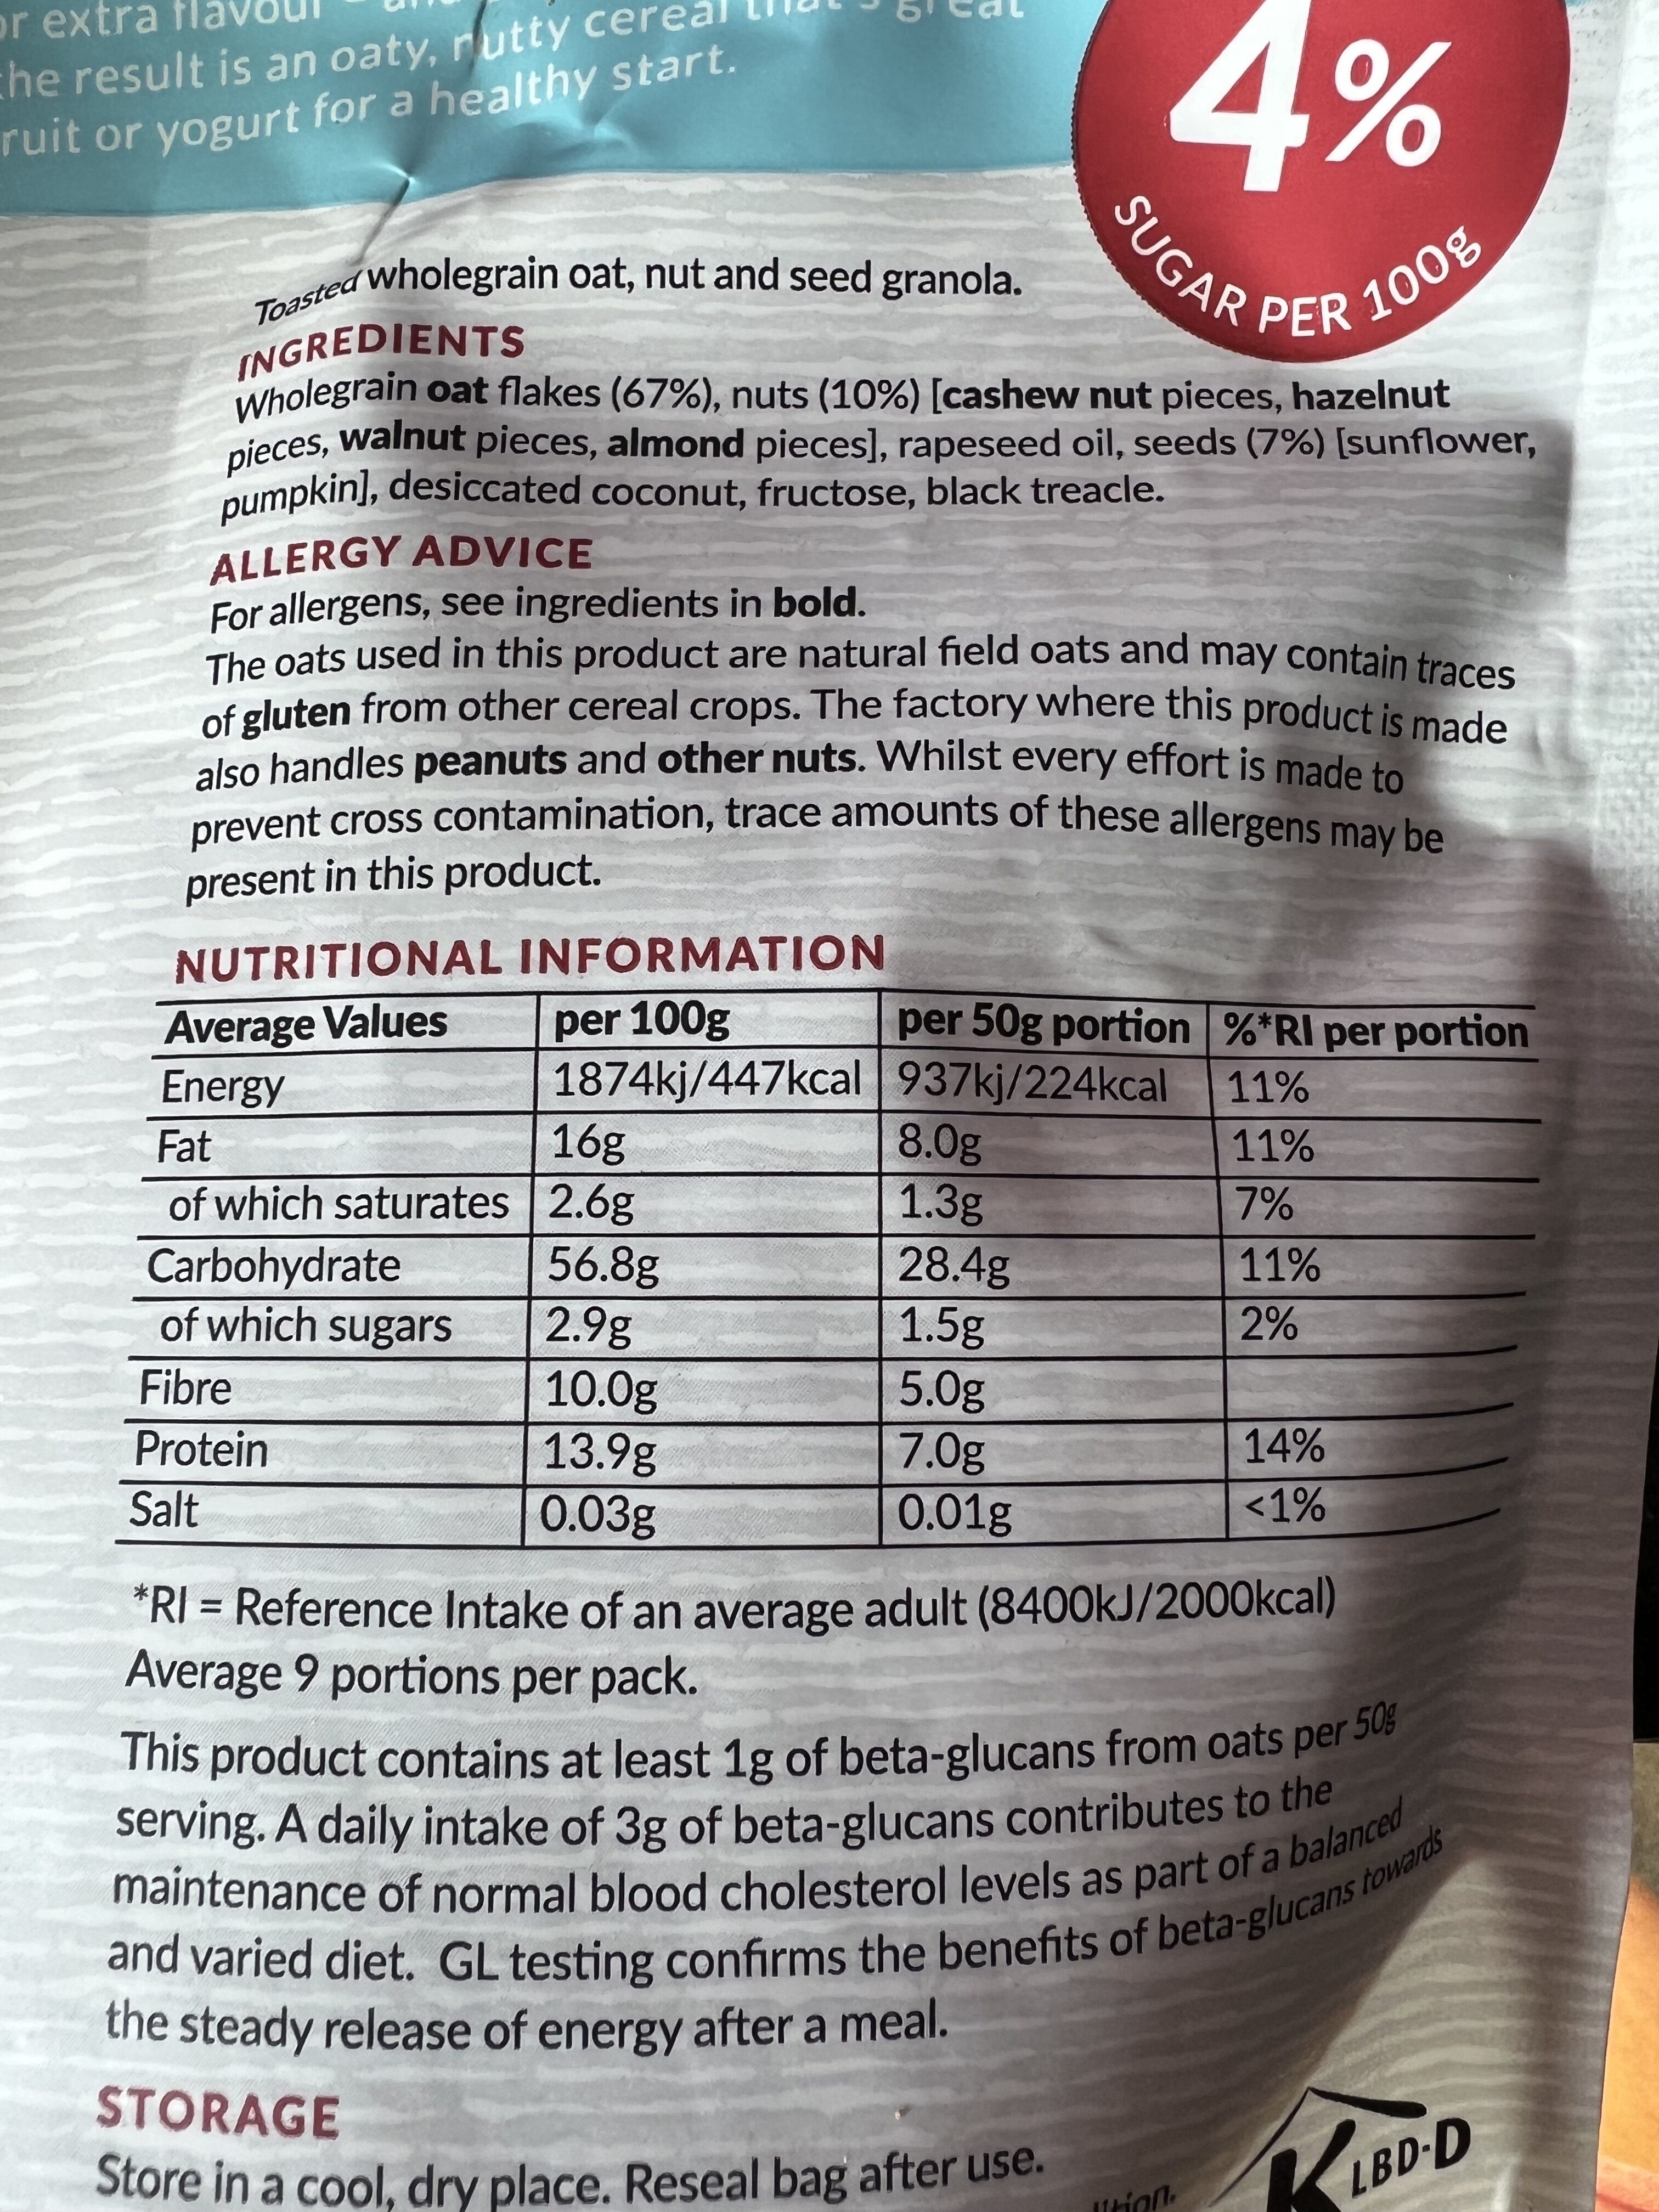 or extra flavour
the result is an oaty, nutty cereal that's great
ruit or yogurt for a healthy start.
4%
SUGAR PER 100g
Toasted wholegrain oat, nut and seed granola.
INGREDIENTS
Wholegrain oat flakes (67%), nuts (10%) [cashew nut pieces, hazelnut
pieces, walnut pieces, almond pieces], rapeseed oil, seeds (7%) [sunflower,
pumpkin], desiccated coconut, fructose, black treacle.
ALLERGY ADVICE
For allergens, see ingredients in bold.
The oats used in this product are natural field oats and may contain traces
of gluten from other cereal crops. The factory where this product is made
also handles peanuts and other nuts. Whilst every effort is made to
prevent cross contamination, trace amounts of these allergens may be
present in this product.
NUTRITIONAL INFORMATION
Average Values per 100g per 50g portion %*RI per portion
Energy 1874kj/447kcal 937kj/224kcal 11%
Fat 16g 8.0g 11%
of which saturates 2.6g 1.3g 7%
Carbohydrate 56.8g 28.4g 11%
of which sugars 2.9g 1.5g 2%
Fibre 10.0g 5.0g
Protein 13.9g 7.0g 14%
Salt 0.03g 0.01g <1%
*RI = Reference Intake of an average adult (8400kJ/2000kcal)
Average 9 portions per pack.
This product contains at least 1g of beta-glucans from oats per 50g
serving. A daily intake of 3g of beta-glucans contributes to the
maintenance of normal blood cholesterol levels as part of a balanced
and varied diet. GL testing confirms the benefits of beta-glucans towards
the steady release of energy after a meal.
STORAGE
Store in a cool, dry place. Reseal bag after use.
KLBD-D